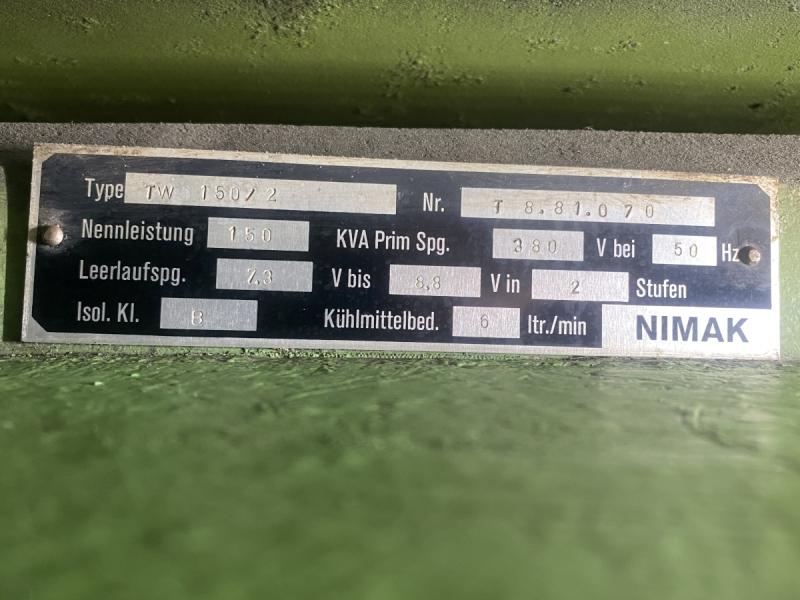 Type TW 150/2 Nr. T 8.81.070
Nennleistung 150 KVA Prim Spg. 380 V bei 50 Hz
Leerlaufspg. 7,3 V bis 8,8 V in 2 Stufen
Isol. Kl. B Kühlmittelbed. 6 ltr./min NIMAK